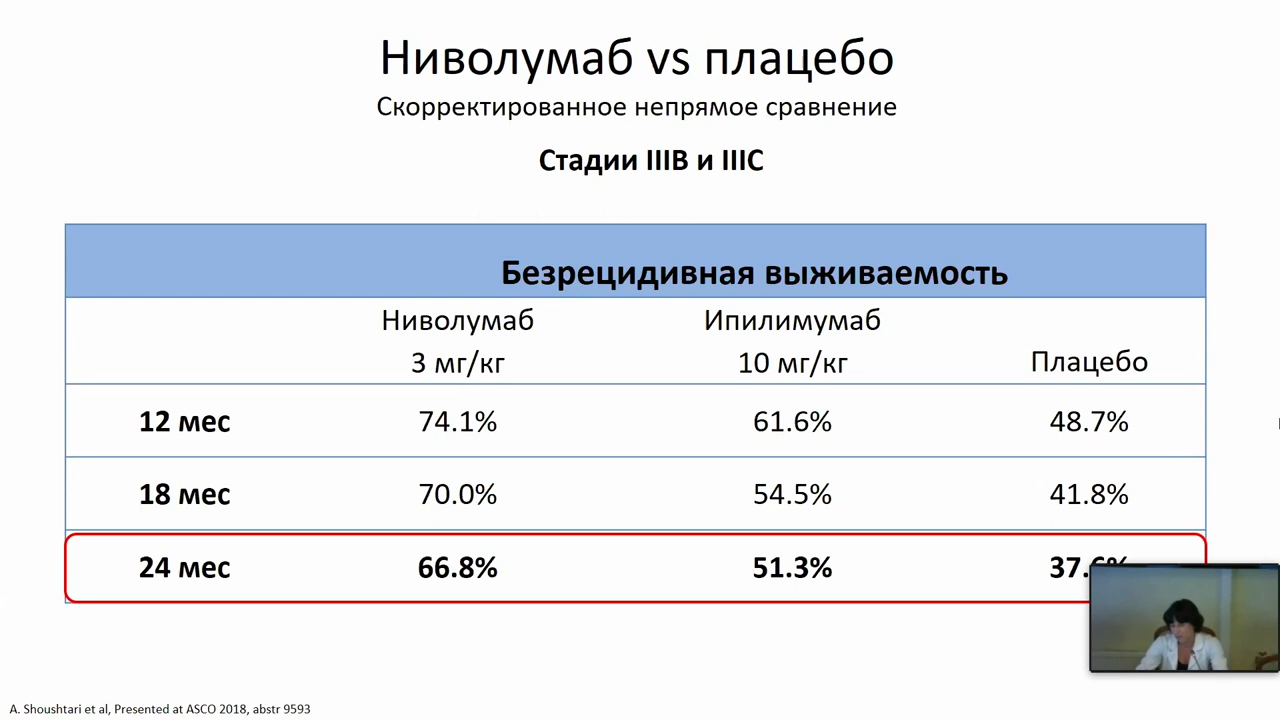 Ниволумаб vs плацебо
Скорректированное непрямое сравнение
Стадии IIIB и IIIC
Безрецидивная выживаемость
Ниволумаб 3 мг/кг
Ипилимумаб 10 мг/кг
Плацебо
12 мес 74.1% 61.6% 48.7%
18 мес 70.0% 54.5% 41.8%
24 мес 66.8% 51.3%
A. Shoushtari et al, Presented at ASCO 2018, abstr 9593